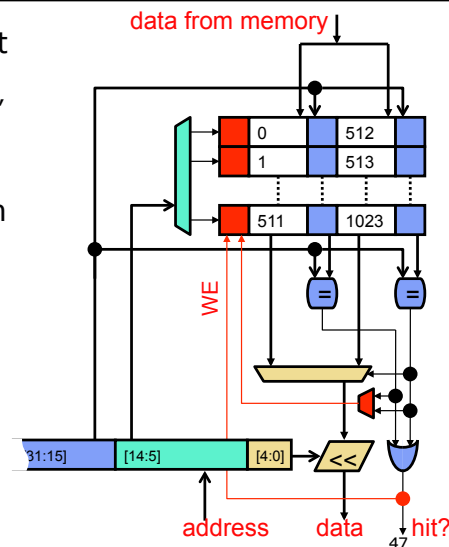 data from memory
t
,
n
0 512
1 513
511 1023
= =
WE
31:15] [14:5] [4:0] <<
address data hit?
47